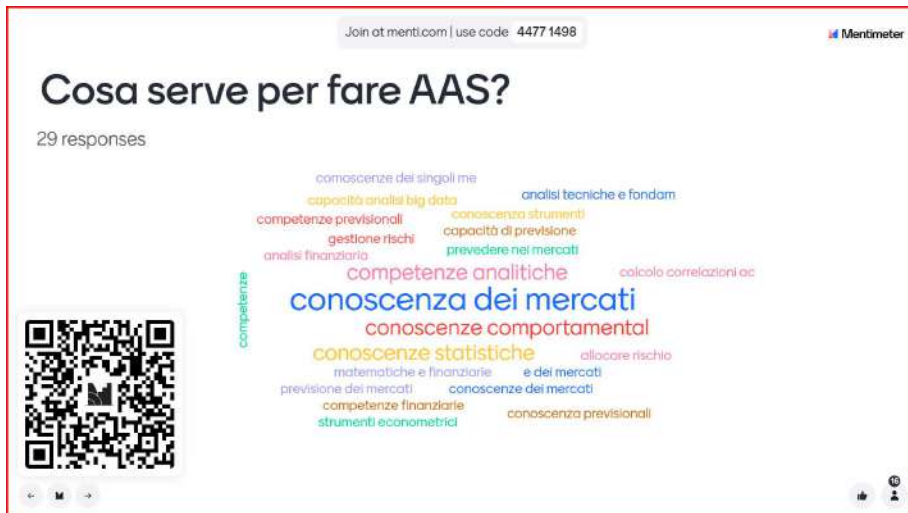 Join at menti.com | use code 4477 1498
Mentimeter
Cosa serve per fare AAS?
29 responses
comoscenze dei singoli me
analisi tecniche e fondam
capacità analisi big data
conoscenza strumenti
competenze previsionali
capacità di previsione
gestione rischi
prevedere nei mercati
analisi finanziaria
competenze analitiche
calcolo correlazioni ac
competenze
conoscenza dei mercati
conoscenze comportamental
conoscenze statistiche
allocare rischio
matematiche e finanziarie
e dei mercati
previsione dei mercati
conoscenze dei mercati
competenze finanziarie
conoscenza previsionali
strumenti econometrici
16